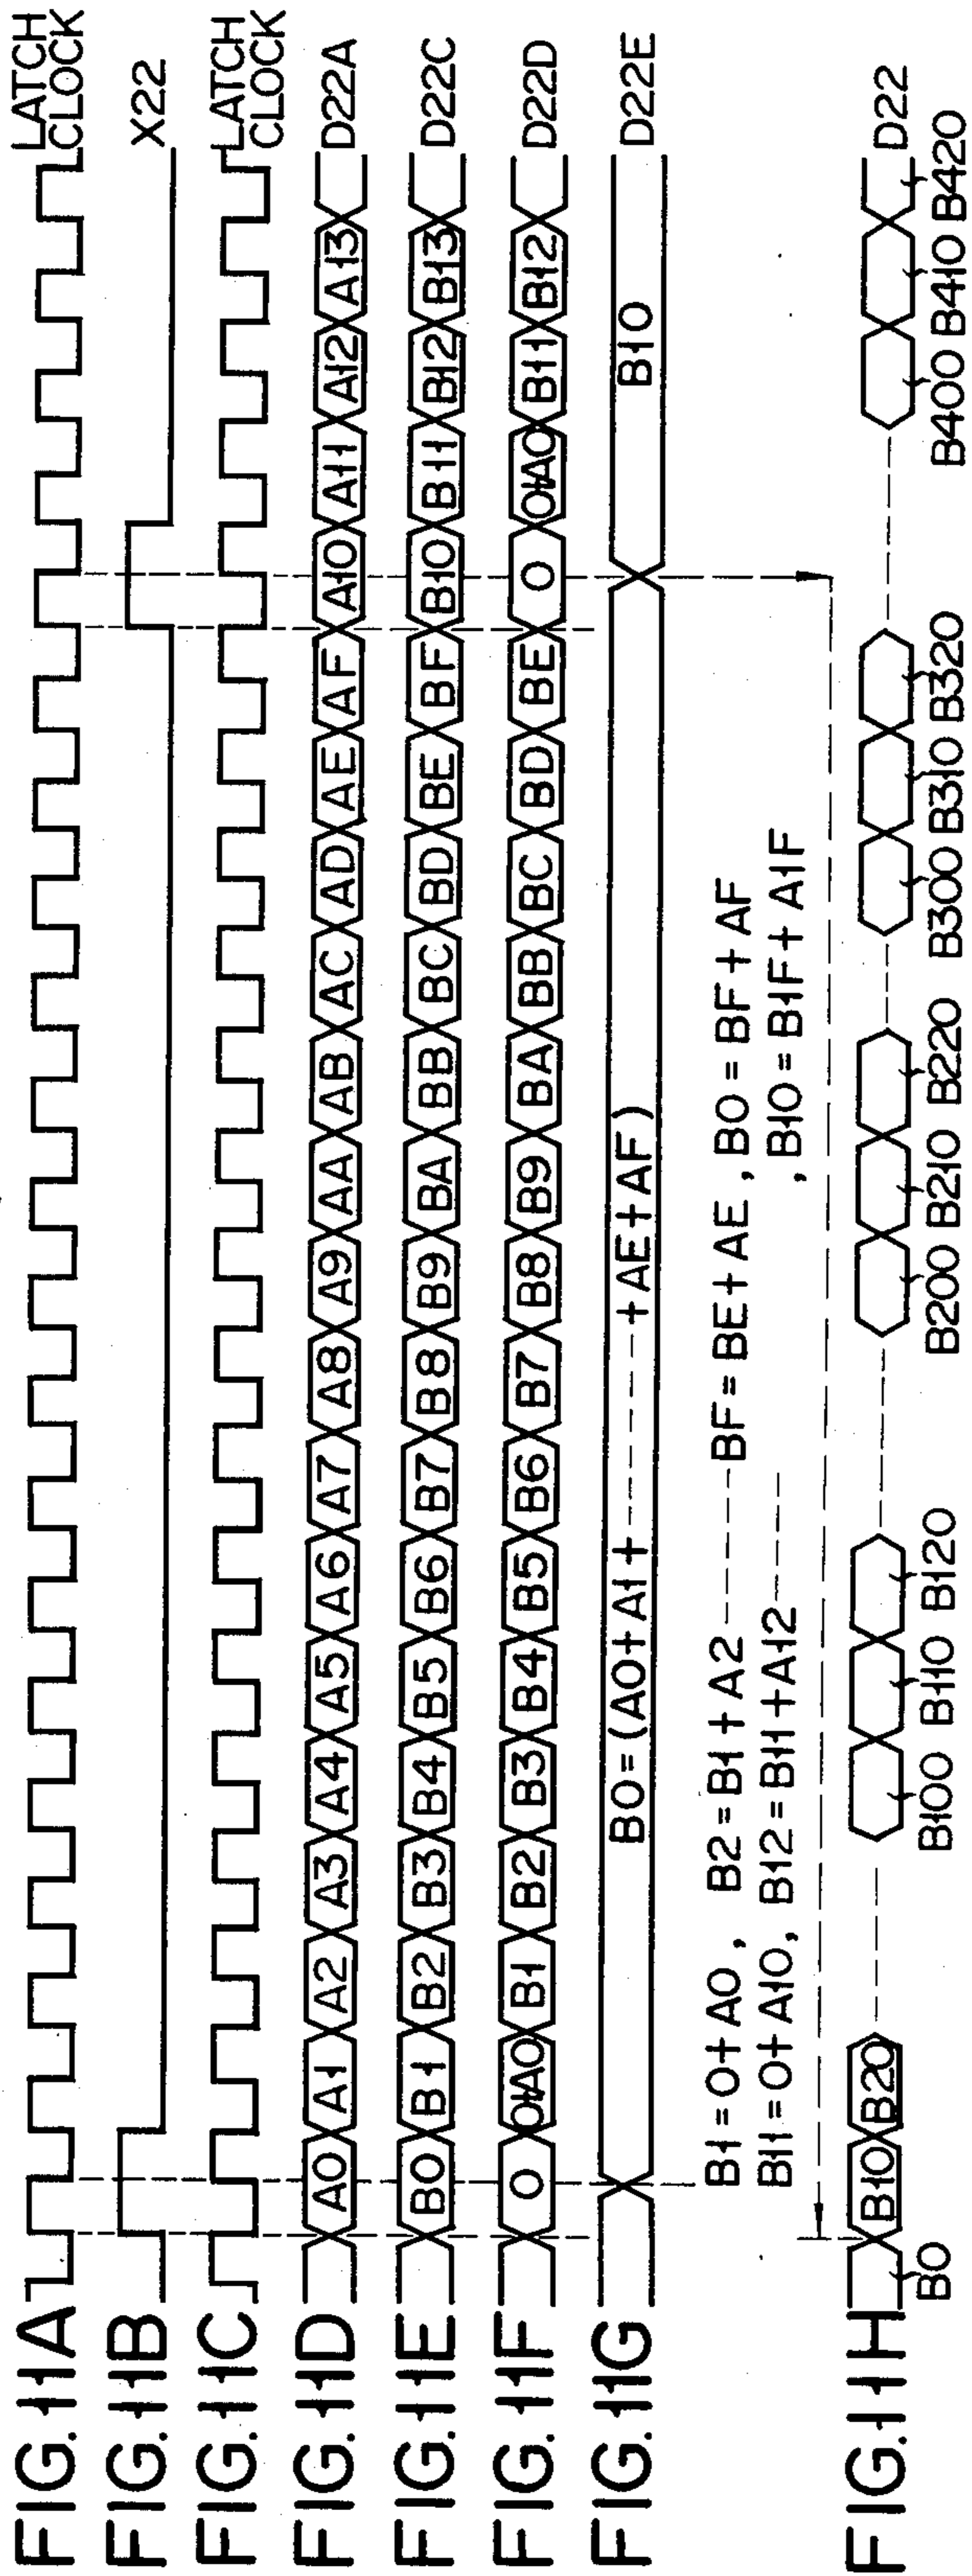 FIG. 11A LATCH CLOCK
FIG. 11B X22
FIG. 11C LATCH CLOCK
FIG. 11D A0 A1 A2 A3 A4 A5 A6 A7 A8 A9 AA AB AC AD AE AF A10 A11 A12 A13 D22A
FIG. 11E B0 B1 B2 B3 B4 B5 B6 B7 B8 B9 BA BB BC BD BE BF B10 B11 B12 B13 D22C
FIG. 11F 0 0+A0 B1 B2 B3 B4 B5 B6 B7 B8 B9 BA BB BC BD BE 0 0+A0 B11 B12 D22D
FIG. 11G B0=(A0+A1+-----+AE+AF) B10 D22E
B1=0+A0, B2=B1+A2-----BF=BE+AE, B0=BF+AF
B11=0+A10, B12=B11+A12----- , B10=B1F+A1F
FIG. 11H B10 B20 D22
B0 B100 B110 B120 B200 B210 B220 B300 B310 B320 B400 B410 B420